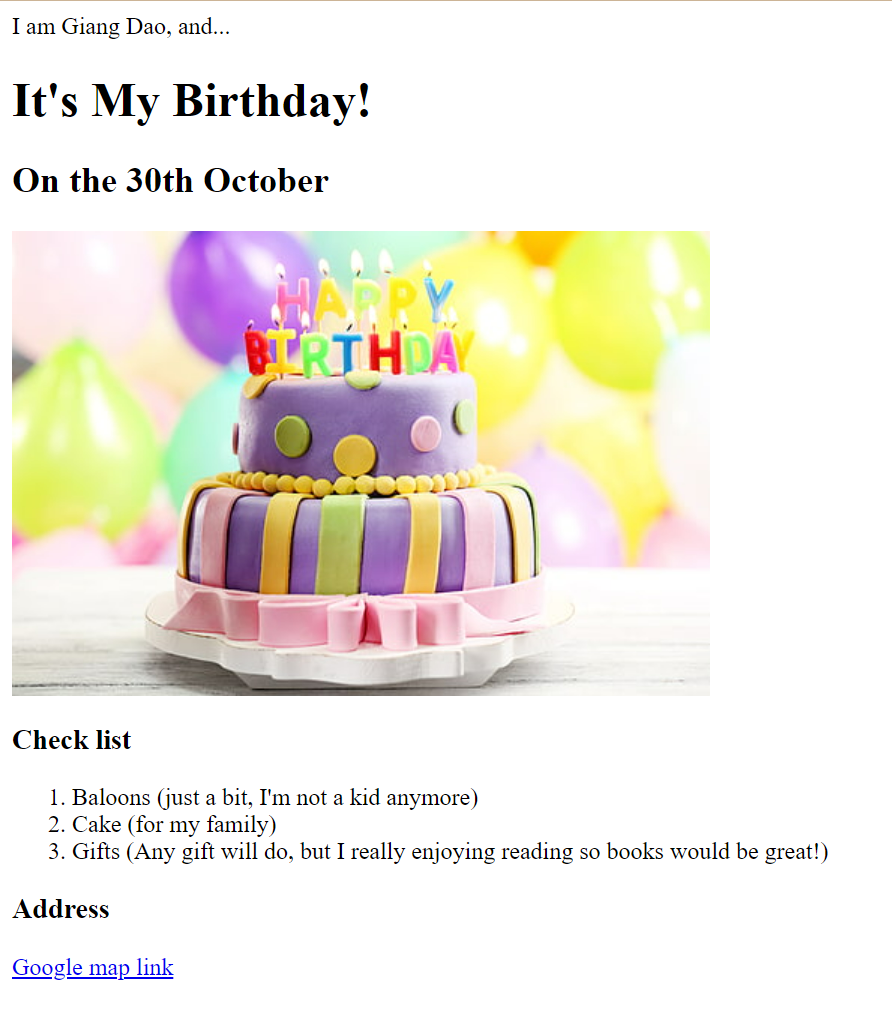 I am Giang Dao, and...
It's My Birthday!
On the 30th October
HAPPY
BIRTHDAY
Check list
1. Baloons (just a bit, I'm not a kid anymore)
2. Cake (for my family)
3. Gifts (Any gift will do, but I really enjoying reading so books would be great!)
Address
Google map link